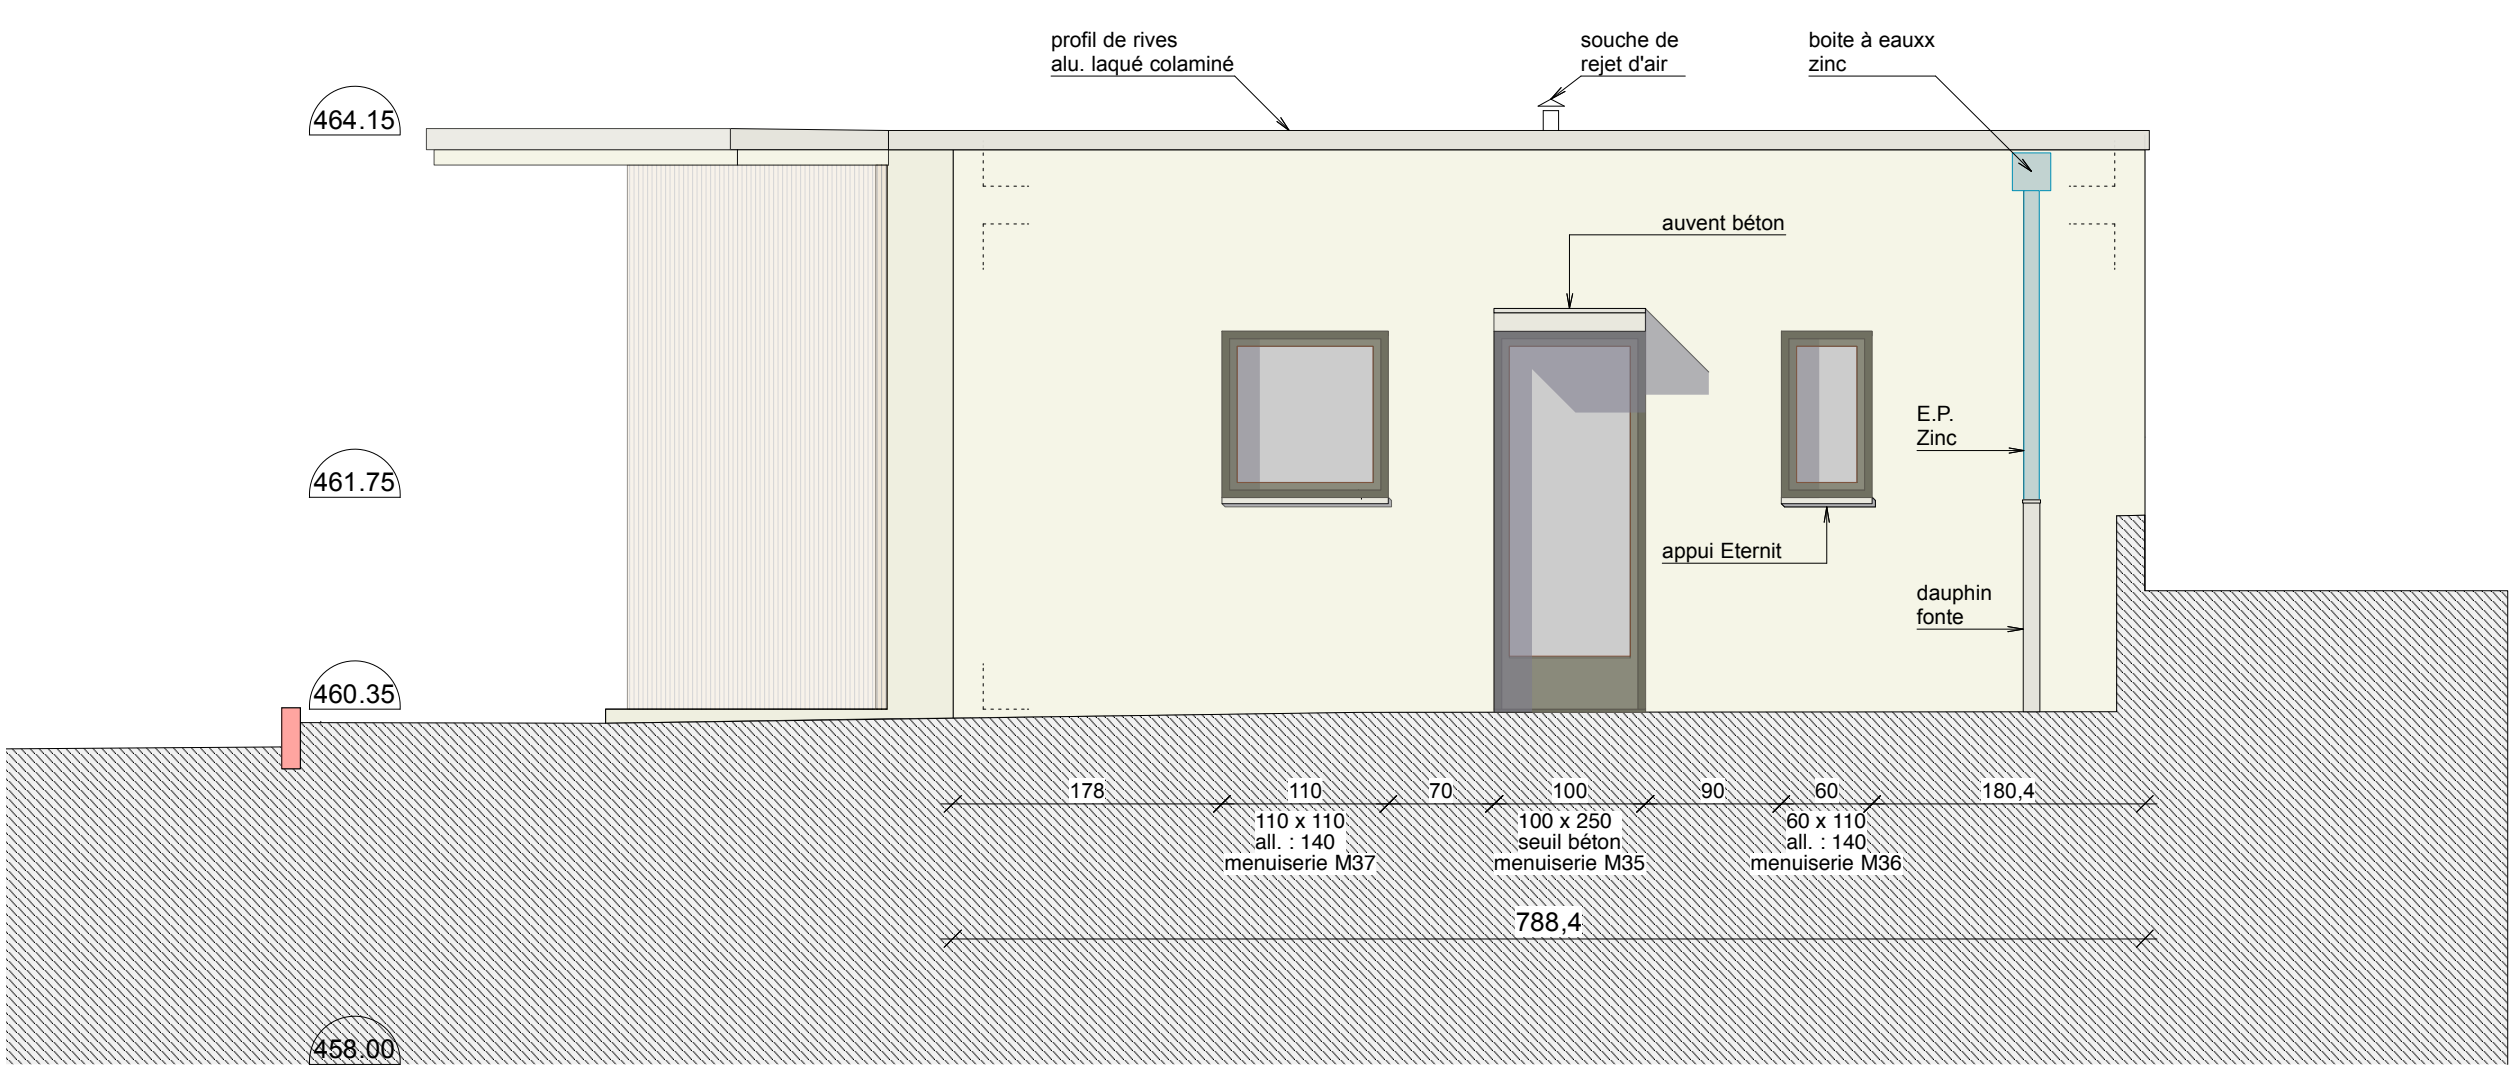 profil de rives
alu. laqué colaminé
souche de
rejet d'air
boite à eauxx
zinc
464.15
auvent béton
E.P.
Zinc
461.75
appui Eternit
dauphin
fonte
460.35
178
110
70
100
90
60
180,4
110 x 110
all. : 140
menuiserie M37
100 x 250
seuil béton
menuiserie M35
60 x 110
all. : 140
menuiserie M36
788,4
458.00